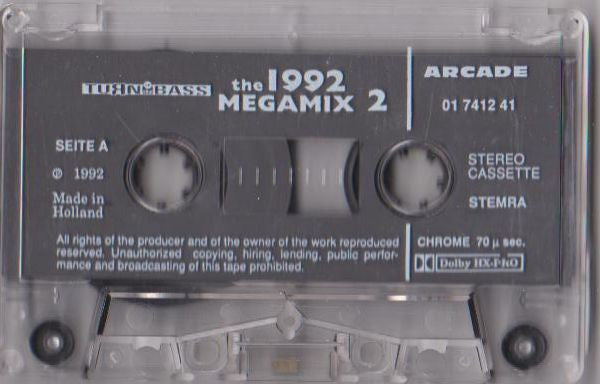 TURN UP THE BASS
the 1992
MEGAMIX 2
ARCADE
01 7412 41
SEITE A
℗ 1992
Made in
Holland
STEREO
CASSETTE
STEMRA
All rights of the producer and of the owner of the work reproduced
reserved. Unauthorized copying, hiring, lending, public perfor-
mance and broadcasting of this tape prohibited.
CHROME 70 µ sec.
Dolby HX-PRO